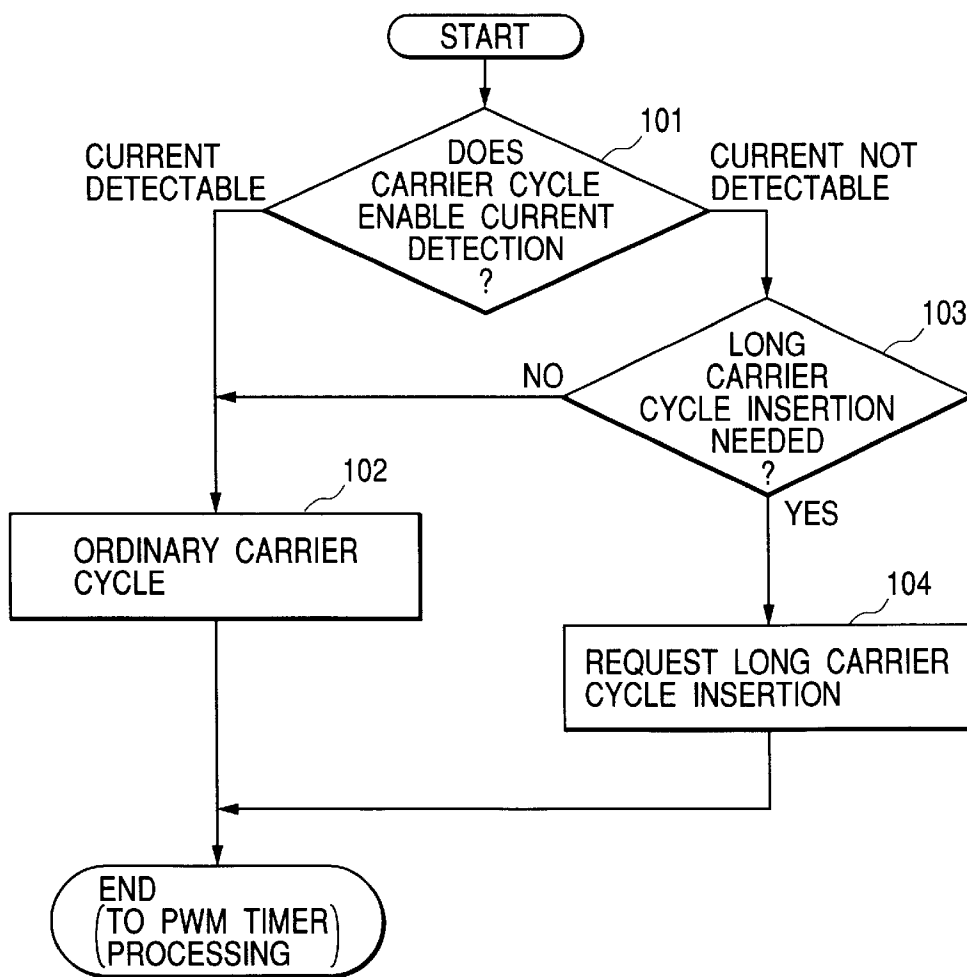 START
101
DOES
CARRIER CYCLE
ENABLE CURRENT
DETECTION
?
CURRENT
DETECTABLE
CURRENT NOT
DETECTABLE
103
LONG
CARRIER
CYCLE INSERTION
NEEDED
?
NO
YES
102
ORDINARY CARRIER
CYCLE
104
REQUEST LONG CARRIER
CYCLE INSERTION
END
(TO PWM TIMER
PROCESSING)